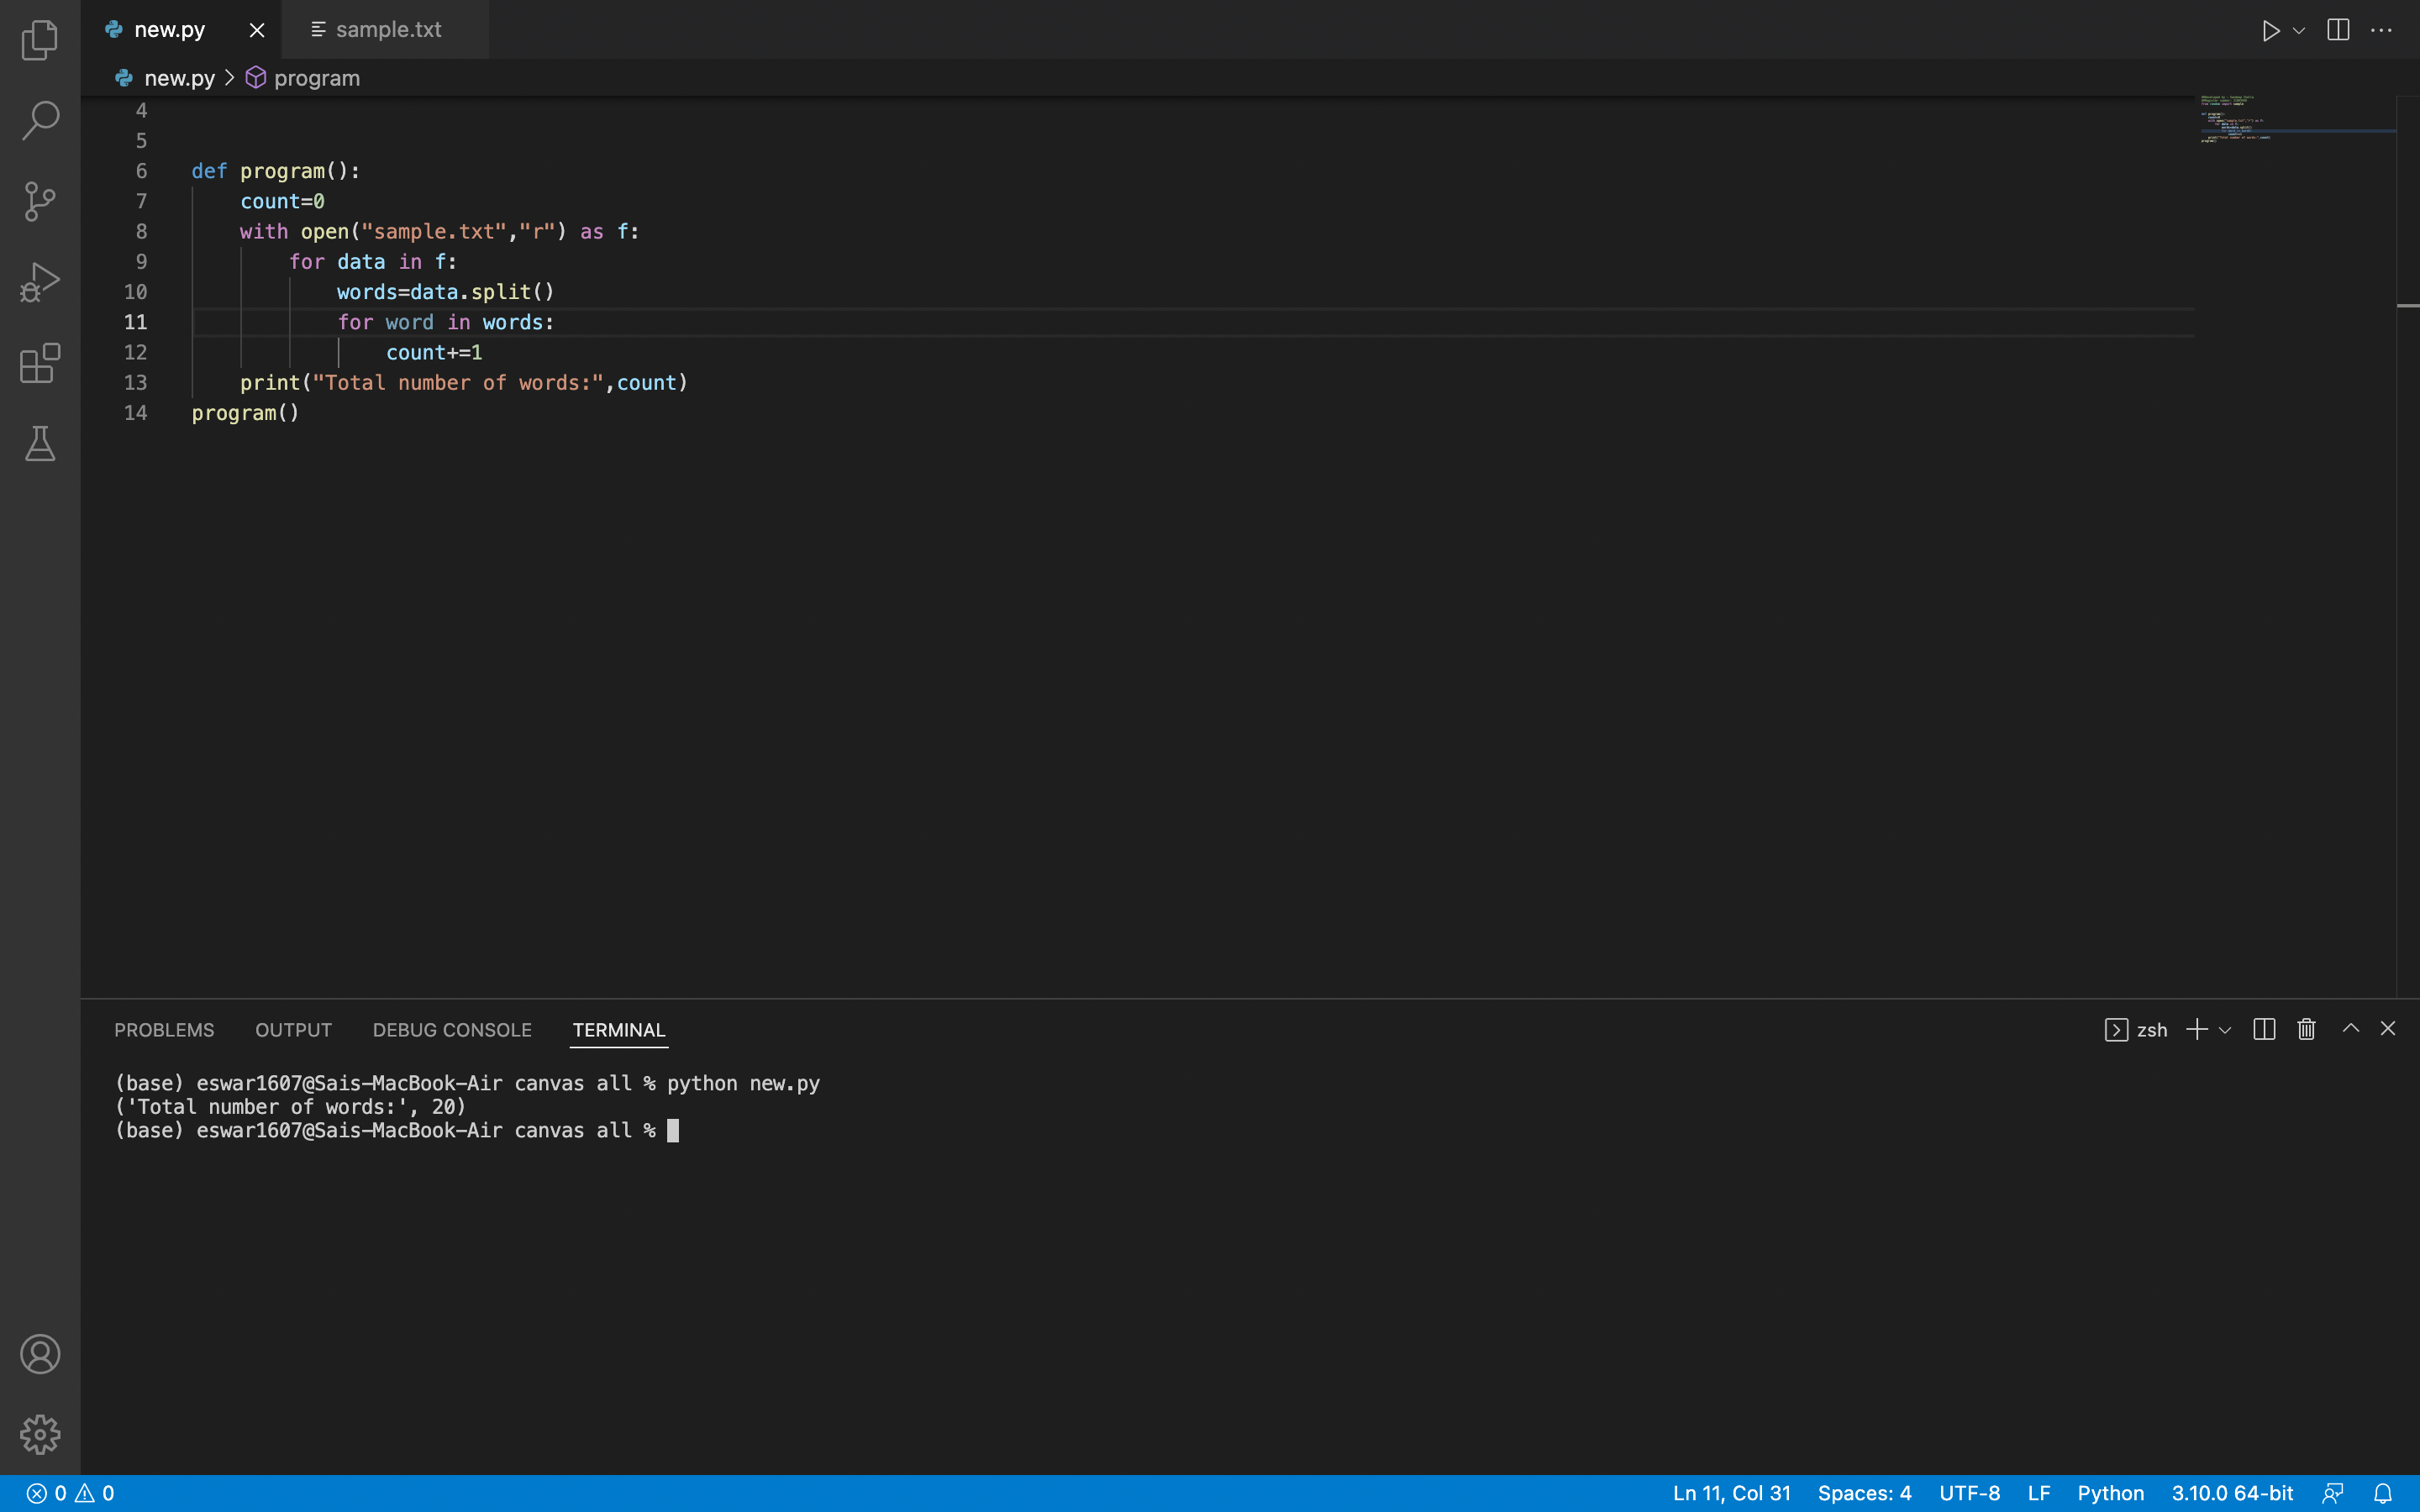 new.py
sample.txt
new.py > program
4
5
6 def program():
7     count=0
8     with open("sample.txt","r") as f:
9         for data in f:
10             words=data.split()
11             for word in words:
12                 count+=1
13     print("Total number of words:",count)
14 program()
PROBLEMS OUTPUT DEBUG CONSOLE TERMINAL
zsh
(base) eswar1607@Sais-MacBook-Air canvas all % python new.py
('Total number of words:', 20)
(base) eswar1607@Sais-MacBook-Air canvas all %
0 0
Ln 11, Col 31 Spaces: 4 UTF-8 LF Python 3.10.0 64-bit